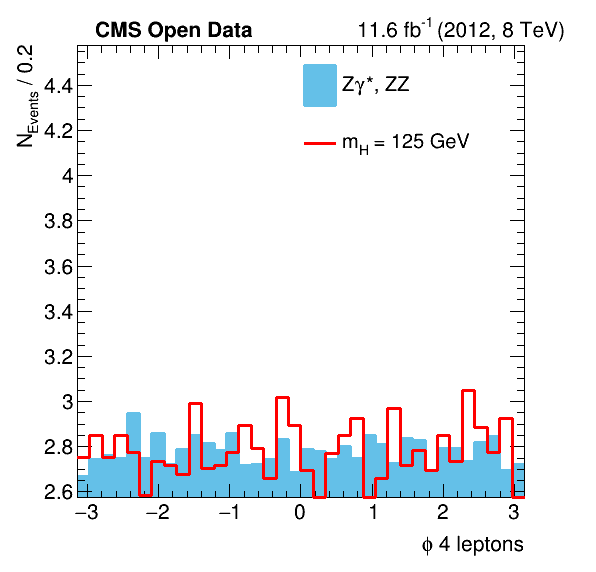 CMS Open Data 11.6 fb-1 (2012, 8 TeV)
NEvents / 0.2
Zγ*, ZZ
mH = 125 GeV
4.4
4.2
4
3.8
3.6
3.4
3.2
3
2.8
2.6
−3 −2 −1 0 1 2 3
ϕ 4 leptons